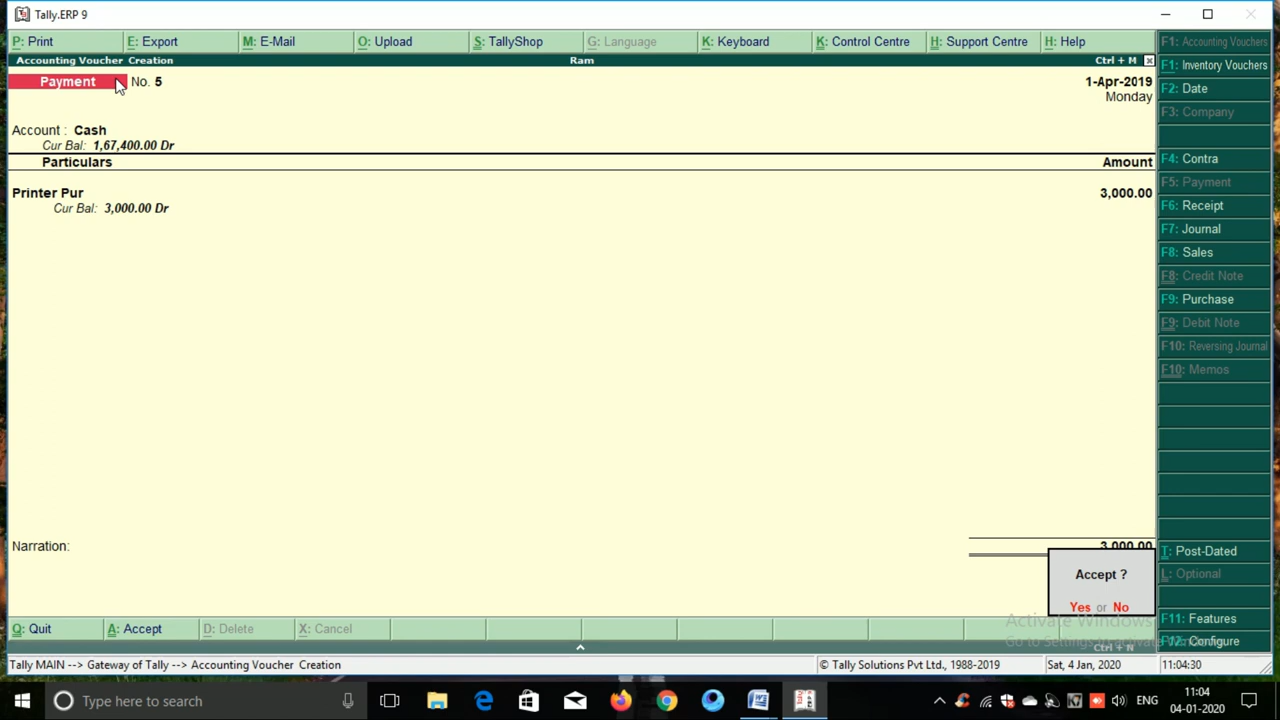 Tally.ERP 9
P: Print E: Export M: E-Mail O: Upload S: TallyShop G: Language K: Keyboard K: Control Centre H: Support Centre H: Help
F1: Accounting Vouchers
Accounting Voucher Creation Ram Ctrl + M
F1: Inventory Vouchers
Payment No. 5 1-Apr-2019
F2: Date
Monday
F3: Company
Account : Cash
Cur Bal: 1,67,400.00 Dr
Particulars Amount
F4: Contra
F5: Payment
Printer Pur 3,000.00
Cur Bal: 3,000.00 Dr
F6: Receipt
F7: Journal
F8: Sales
F8: Credit Note
F9: Purchase
F9: Debit Note
F10: Reversing Journal
F10: Memos
Narration: 3,000.00
T: Post-Dated
Accept ?
L: Optional
Yes or No
Activate Windows
F11: Features
Q: Quit A: Accept D: Delete X: Cancel
Go to Settings to activate Windows.
F12: Configure
Ctrl + N
Tally MAIN --> Gateway of Tally --> Accounting Voucher Creation © Tally Solutions Pvt Ltd., 1988-2019 Sat, 4 Jan, 2020 11:04:30
Type here to search ENG 11:04
04-01-2020